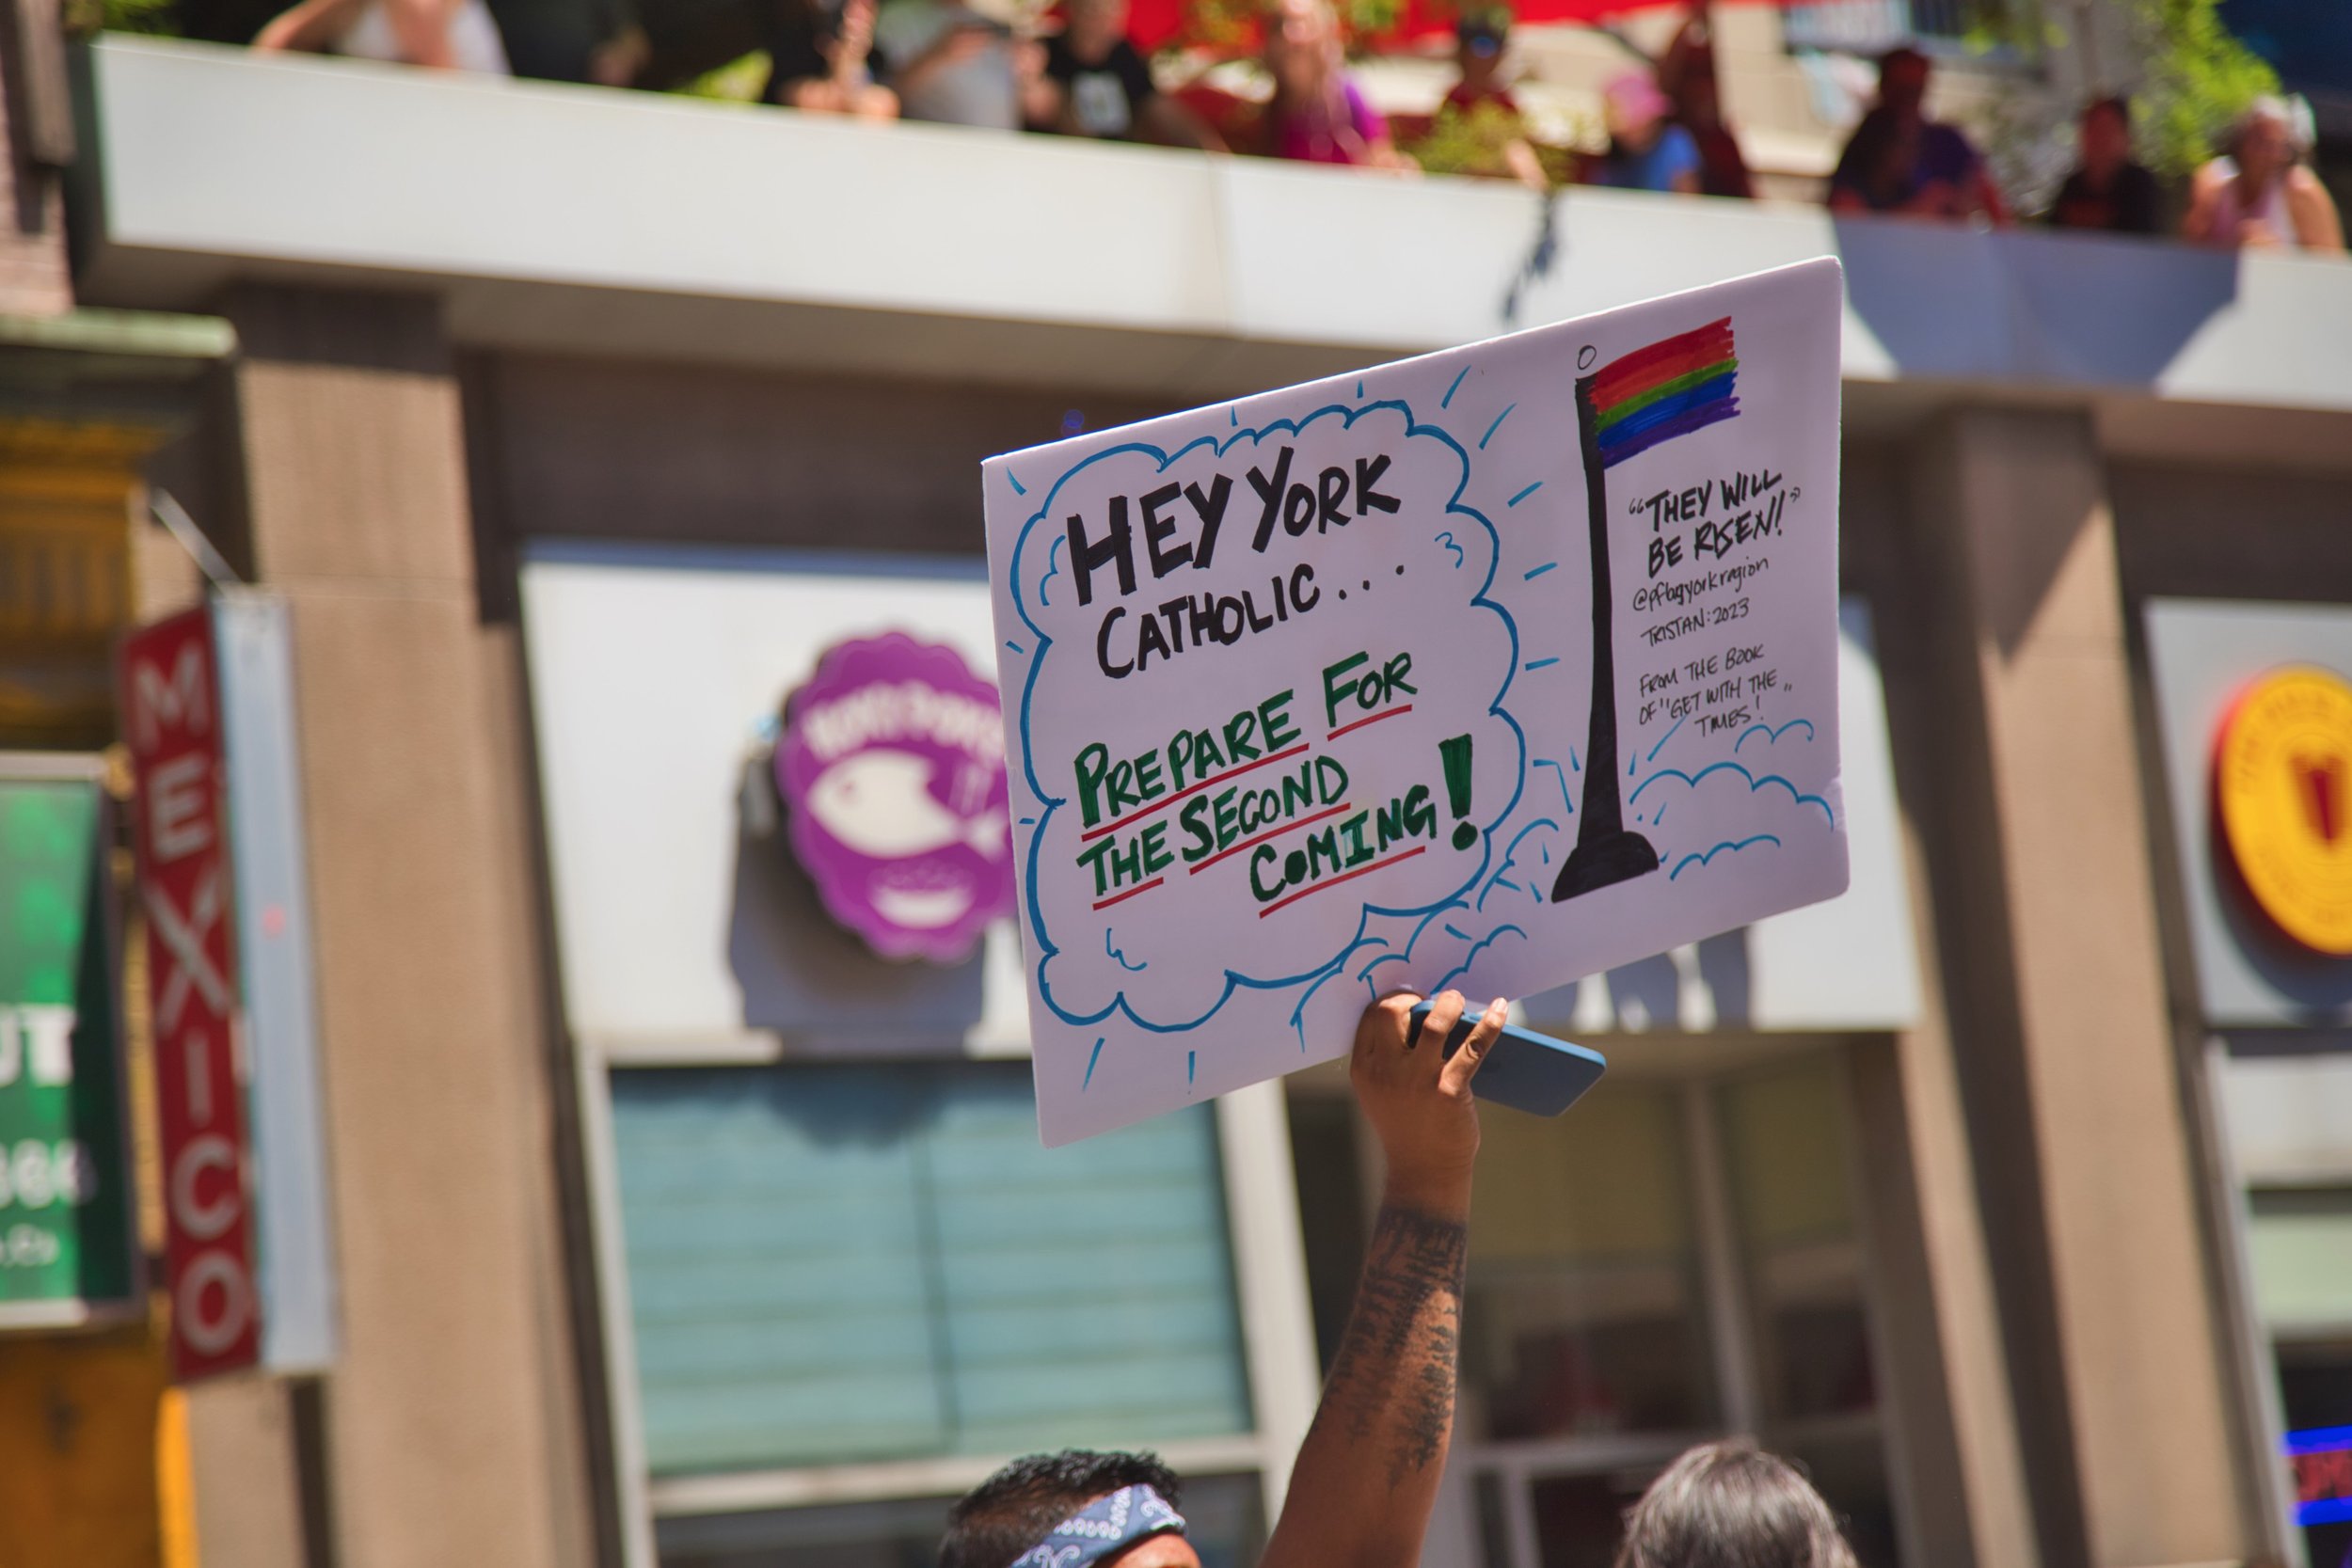 HEY YORK
CATHOLIC...
PREPARE FOR
THE SECOND
COMING!
"THEY WILL
BE RISEN!"
@pflagyorkregion
TRISTAN:2023
FROM THE BOOK
OF "GET WITH THE
TIMES!"
MEXICO